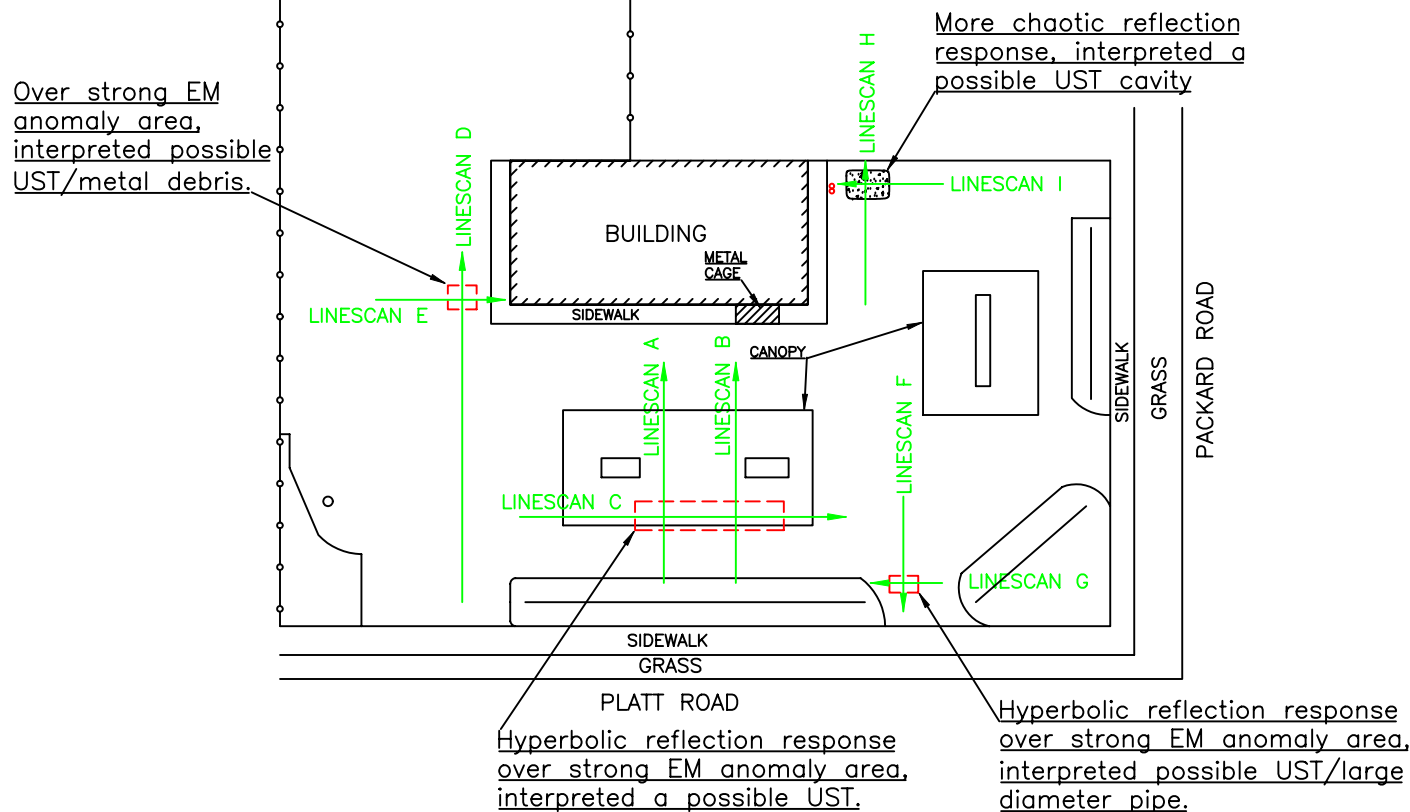 More chaotic reflection
response, interpreted a
possible UST cavity
Over strong EM
anomaly area,
interpreted possible
UST/metal debris.
LINESCAN H
LINESCAN D
8
LINESCAN I
BUILDING
METAL
CAGE
LINESCAN E
SIDEWALK
CANOPY
LINESCAN A
LINESCAN B
LINESCAN F
SIDEWALK
GRASS
PACKARD ROAD
LINESCAN C
LINESCAN G
SIDEWALK
GRASS
PLATT ROAD
Hyperbolic reflection response
over strong EM anomaly area,
interpreted a possible UST.
Hyperbolic reflection response
over strong EM anomaly area,
interpreted possible UST/large
diameter pipe.